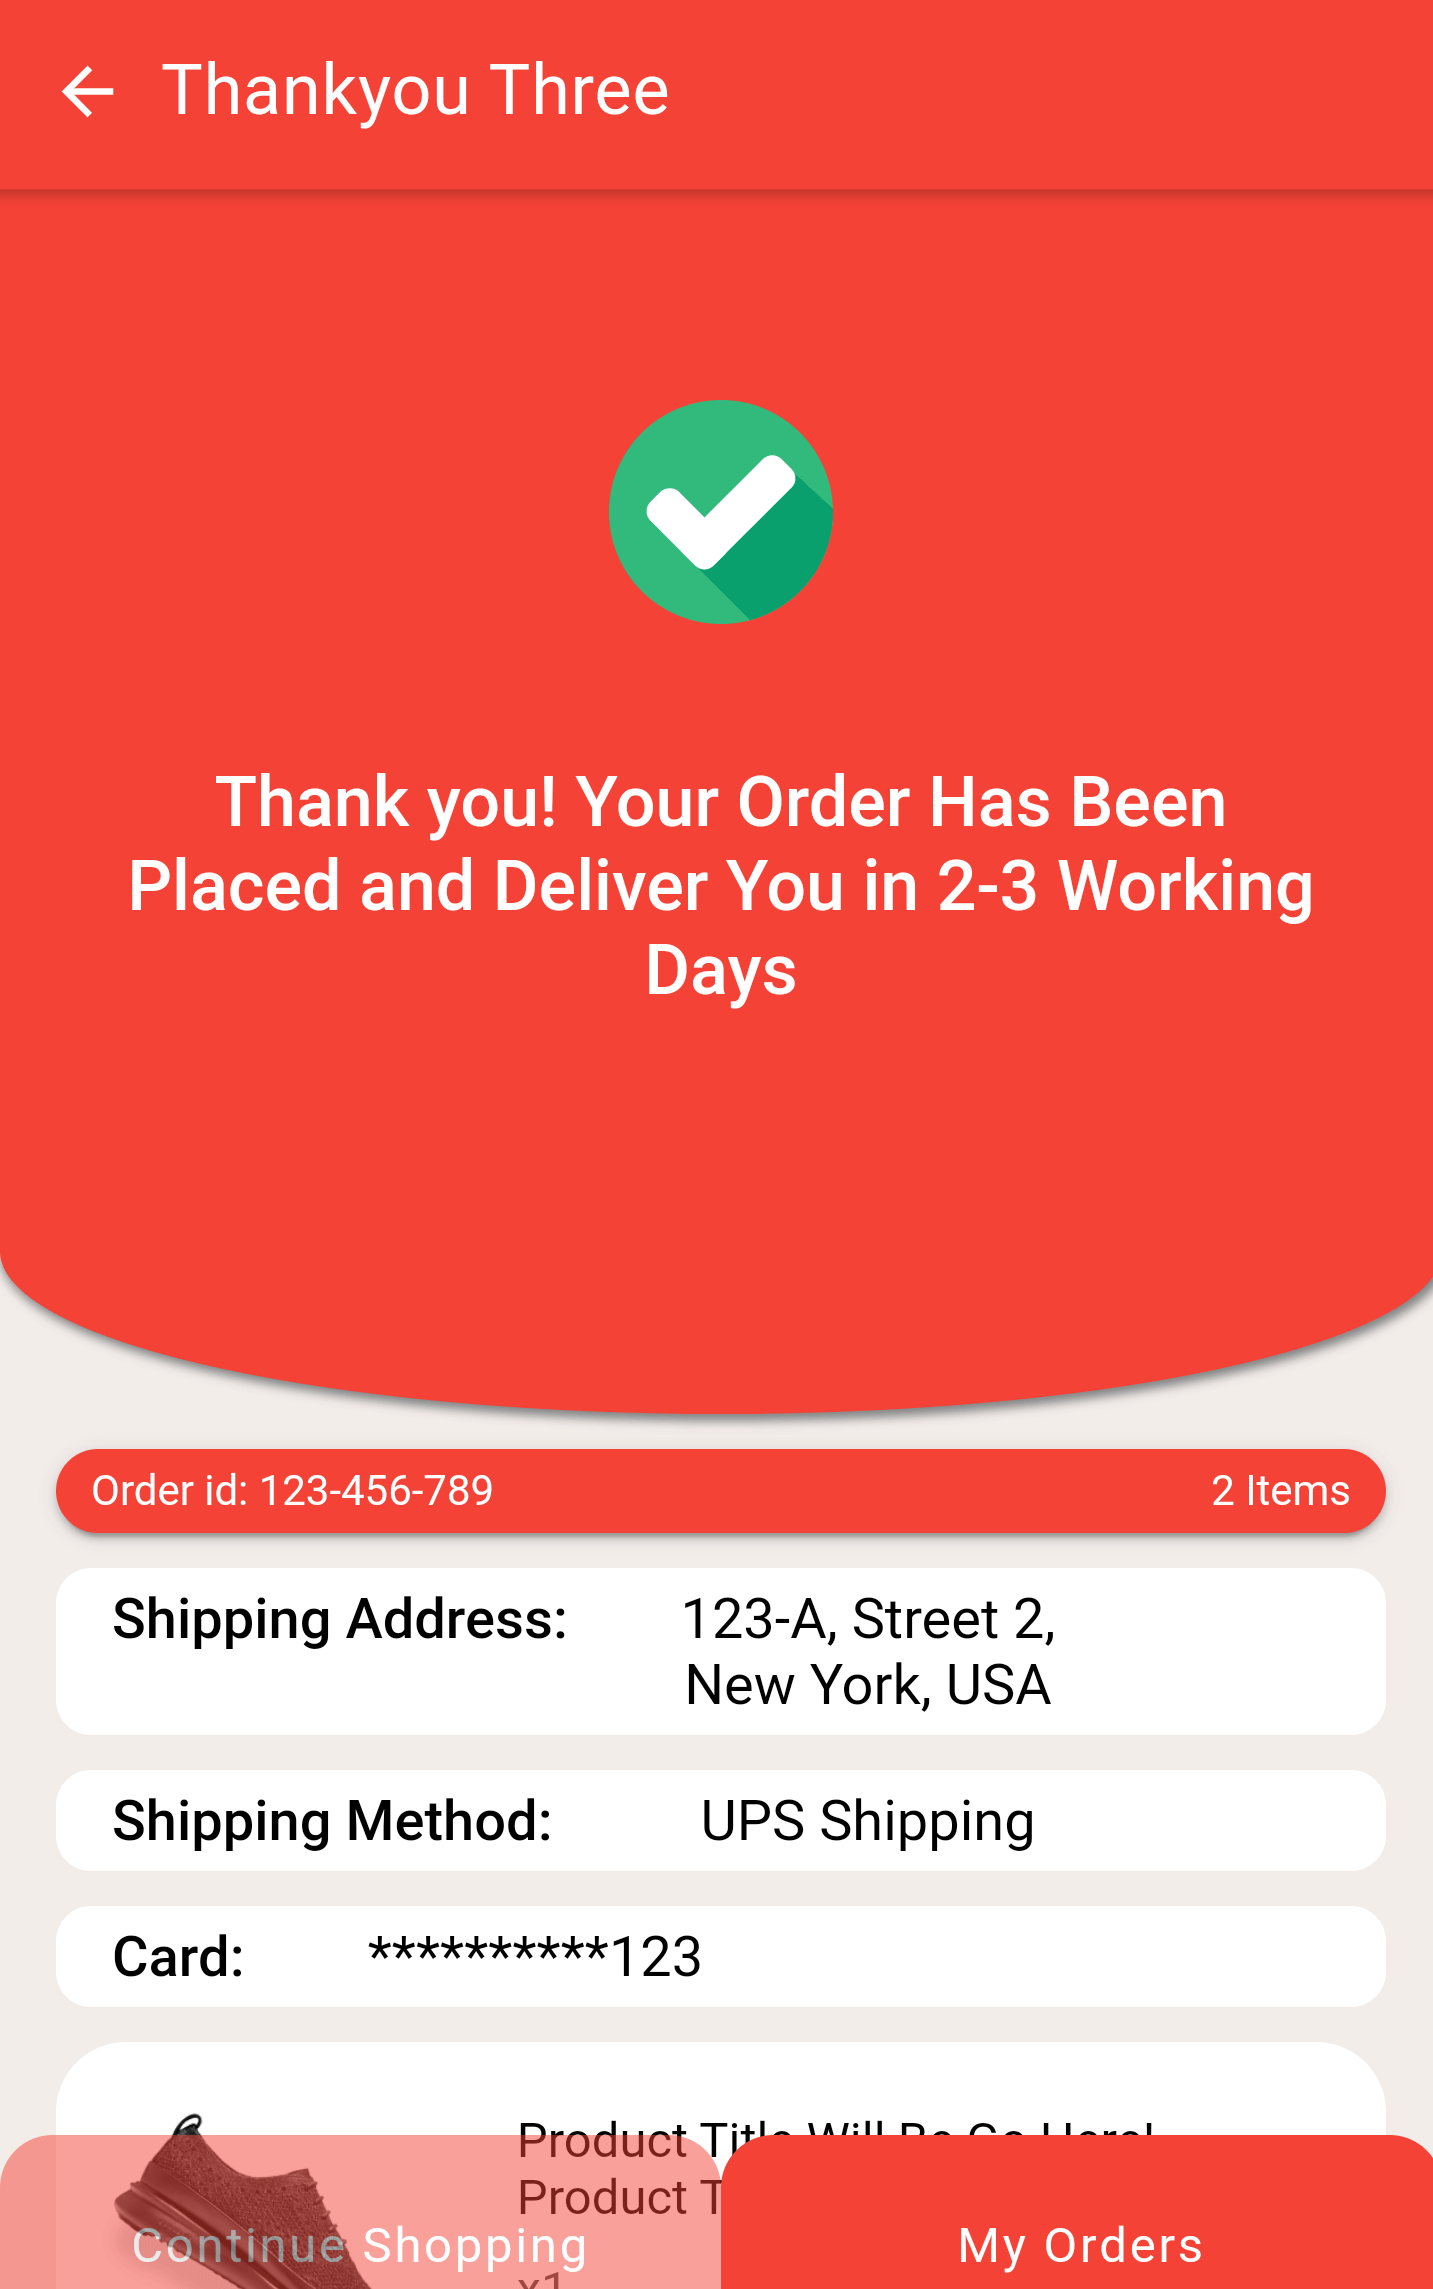 Thankyou Three
Thank you! Your Order Has Been
Placed and Deliver You in 2-3 Working
Days
Order id: 123-456-789
2 Items
Shipping Address:
123-A, Street 2,
New York, USA
Shipping Method:
UPS Shipping
Card:
**********123
Product Title Will Be Go Here!
Product T
Continue Shopping
My Orders
x1